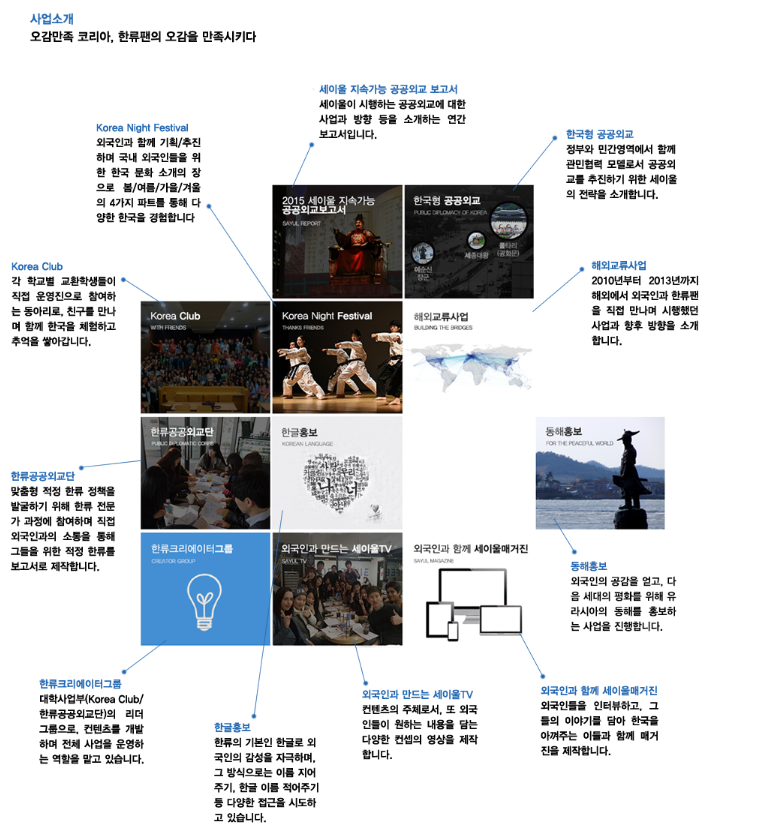 사업소개
오감만족 코리아, 한류팬의 오감을 만족시키다
세이울 지속가능 공공외교 보고서
세이울이 시행하는 공공외교에 대한
사업과 방향 등을 소개하는 연간
보고서입니다.
Korea Night Festival
외국인과 함께 기획/추진
하며 국내 외국인들을 위
한 한국 문화 소개의 장
으로 봄/여름/가을/겨울
의 4가지 파트를 통해 다
양한 한국을 경험합니다
한국형 공공외교
정부와 민간영역에서 함께
관민협력 모델로서 공공외
교를 추진하기 위한 세이울
의 전략을 소개합니다.
2015 세이울 지속가능
공공외교보고서
SAYUL REPORT
한국형 공공외교
PUBLIC DIPLOMACY OF KOREA
이순신
장군
세종대왕
울타리
(광화문)
Korea Club
각 학교별 교환학생들이
직접 운영진으로 참여하
는 동아리로, 친구를 만나
며 함께 한국을 체험하고
추억을 쌓아갑니다.
해외교류사업
2010년부터 2013년까지
해외에서 외국인과 한류팬
을 직접 만나며 시행했던
사업과 향후 방향을 소개
합니다.
Korea Club
WITH FRIENDS
Korea Night Festival
THANKS FRIENDS
해외교류사업
BUILDING THE BRIDGES
한류공공외교단
PUBLIC DIPLOMATIC CORPS
한글홍보
KOREAN LANGUAGE
사랑
우리
나
너
동해홍보
FOR THE PEACEFUL WORLD
한류공공외교단
맞춤형 적정 한류 정책을
발굴하기 위해 한류 전문
가 과정에 참여하며 직접
외국인과의 소통을 통해
그들을 위한 적정 한류를
보고서로 제작합니다.
한류크리에이터그룹
CREATOR GROUP
외국인과 만드는 세이울TV
SAYUL TV
외국인과 함께 세이울매거진
SAYUL MAGAZINE
동해홍보
외국인의 공감을 얻고, 다
음 세대의 평화를 위해 유
라시아의 동해를 홍보하
는 사업을 진행합니다.
한류크리에이터그룹
대학사업부(Korea Club/
한류공공외교단)의 리더
그룹으로, 컨텐츠를 개발
하며 전체 사업을 운영하
는 역할을 맡고 있습니다.
한글홍보
한류의 기본인 한글로 외
국인의 감성을 자극하며,
그 방식으로는 이름 지어
주기, 한글 이름 적어주기
등 다양한 접근을 시도하
고 있습니다.
외국인과 만드는 세이울TV
컨텐츠의 주체로서, 또 외국
인들이 원하는 내용을 담는
다양한 컨셉의 영상을 제작
합니다.
외국인과 함께 세이울매거진
외국인들을 인터뷰하고, 그
들의 이야기를 담아 한국을
아껴주는 이들과 함께 매거
진을 제작합니다.